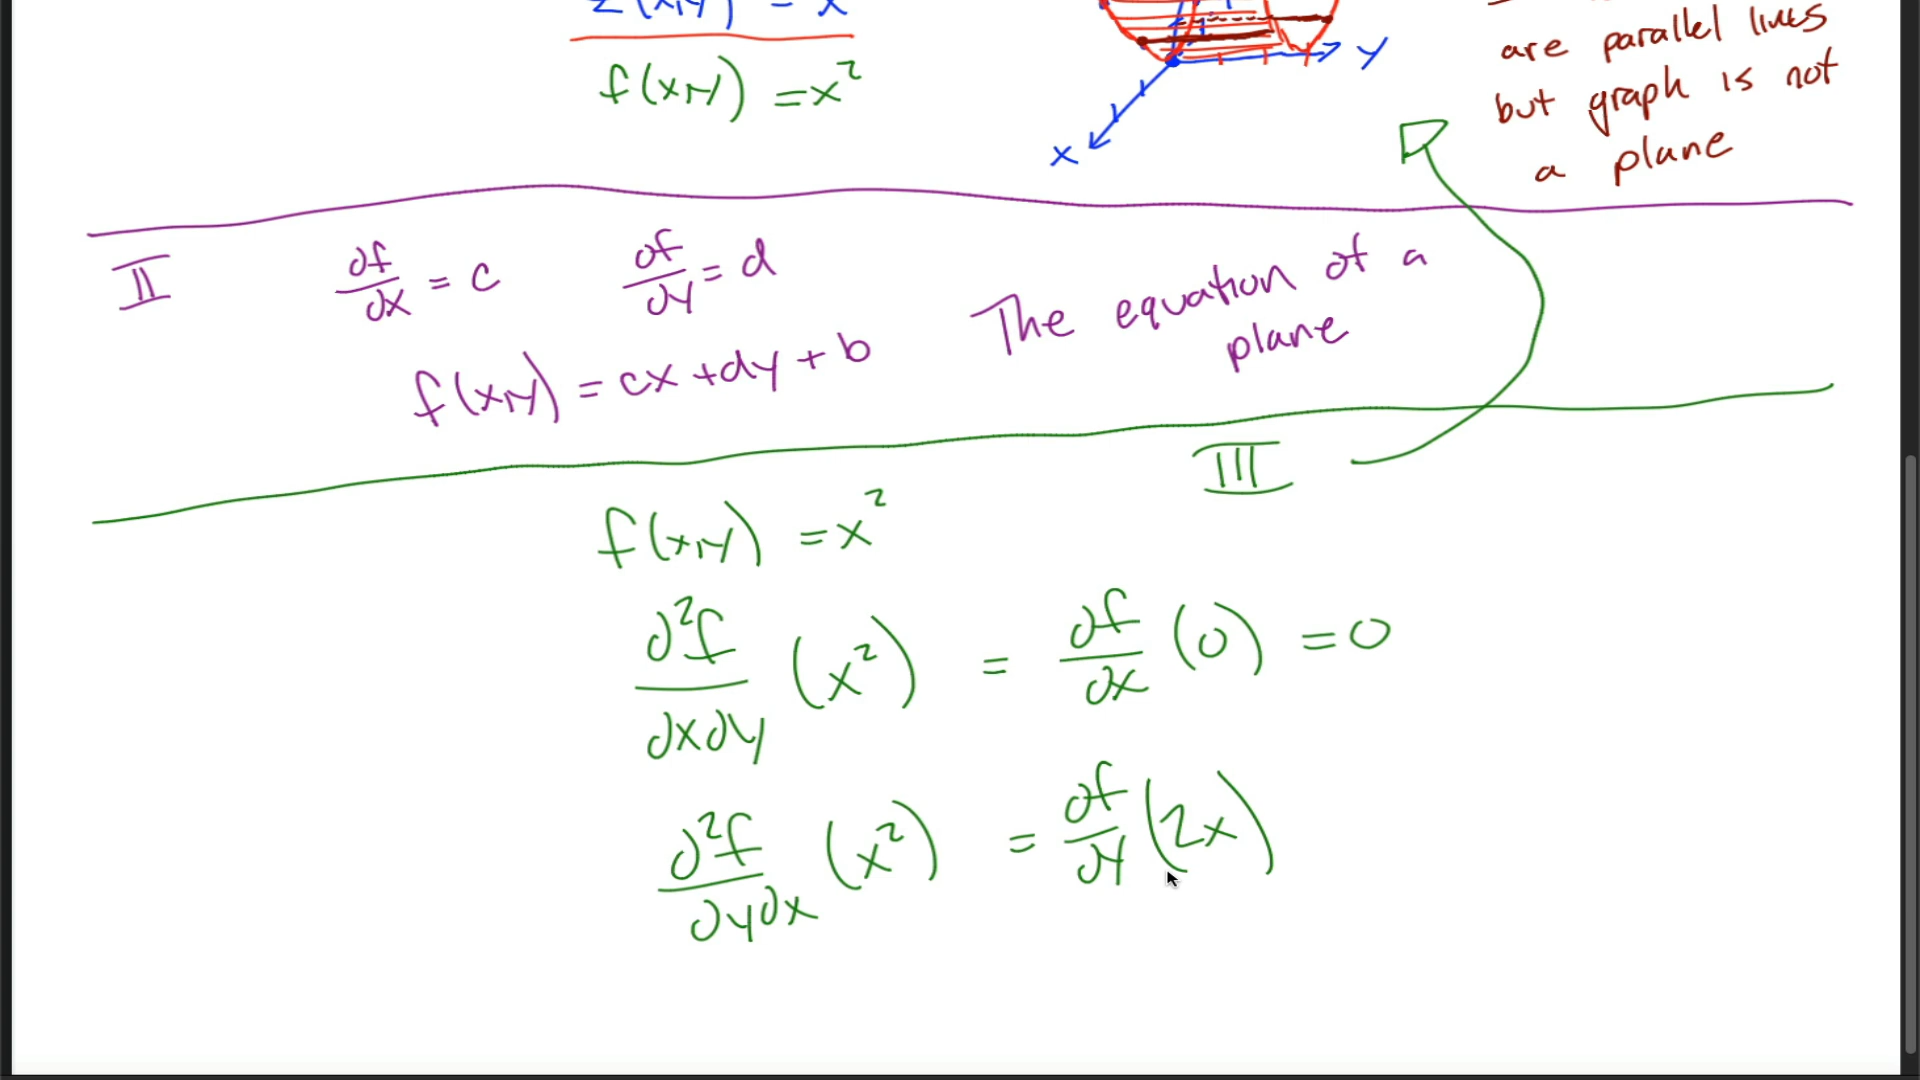 f(x,y) = x²
y
x
are parallel lines
but graph is not
a plane
II ∂f/∂x = c ∂f/∂y = d
f(x,y) = cx + dy + b
The equation of a
plane
III
f(x,y) = x²
∂²f/∂x∂y (x²) = ∂f/∂x (0) = 0
∂²f/∂y∂x (x²) = ∂f/∂y (2x)